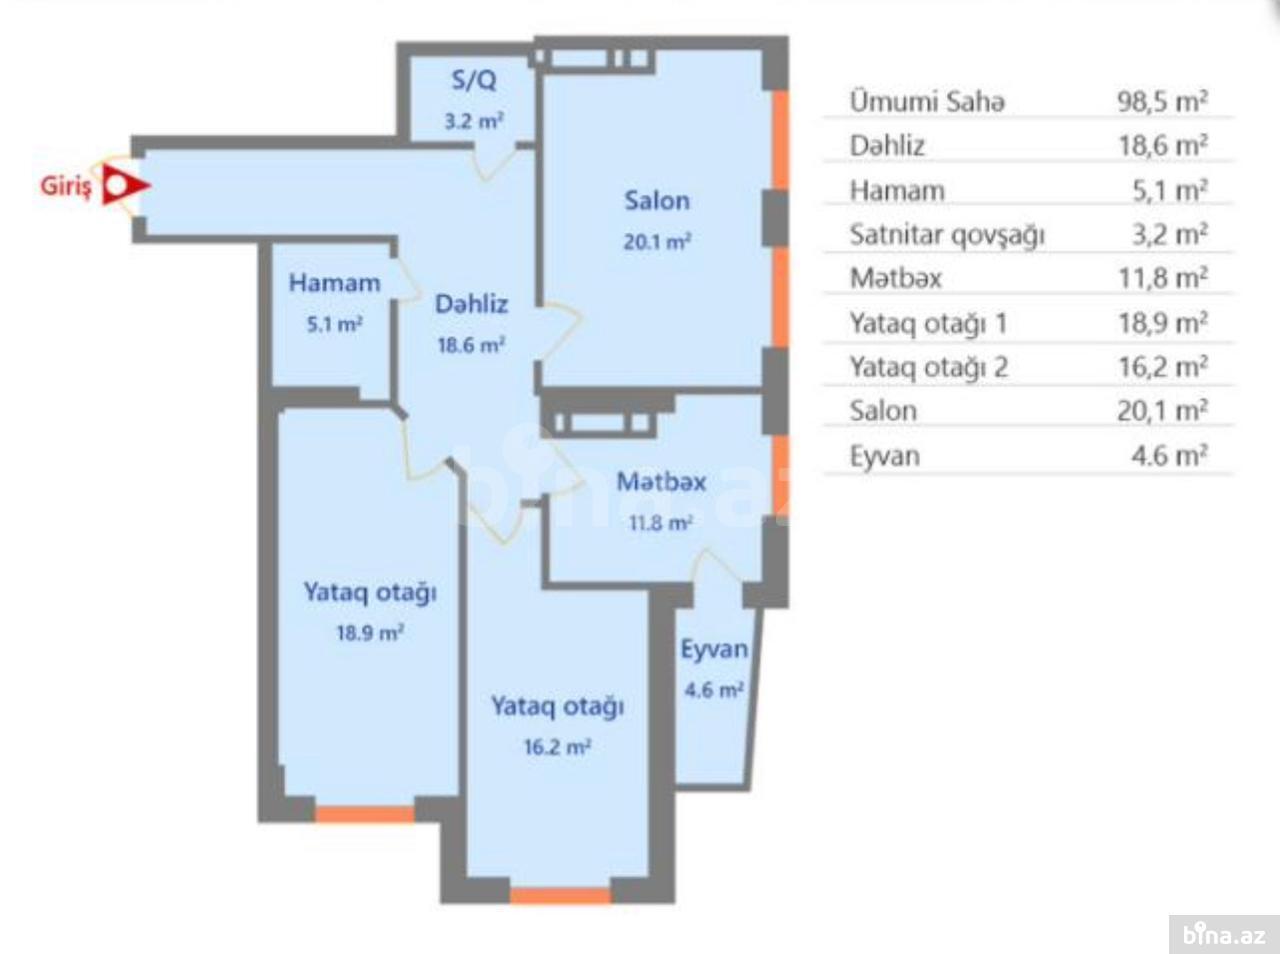 S/Q
3.2 m²
Giriş
Salon
20.1 m²
Hamam
5.1 m²
Dəhliz
18.6 m²
Mətbəx
11.8 m²
Yataq otağı
18.9 m²
Eyvan
4.6 m²
Yataq otağı
16.2 m²
Ümumi Sahə 98,5 m²
Dəhliz 18,6 m²
Hamam 5,1 m²
Satnitar qovşağı 3,2 m²
Mətbəx 11,8 m²
Yataq otağı 1 18,9 m²
Yataq otağı 2 16,2 m²
Salon 20,1 m²
Eyvan 4.6 m²
bina.az
bina.az